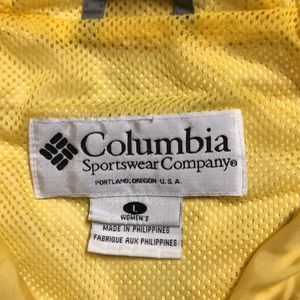 Columbia
Sportswear Company®
PORTLAND, OREGON U.S.A.
L
WOMEN'S
MADE IN PHILIPPINES
FABRIQUE AUX PHILIPPINES